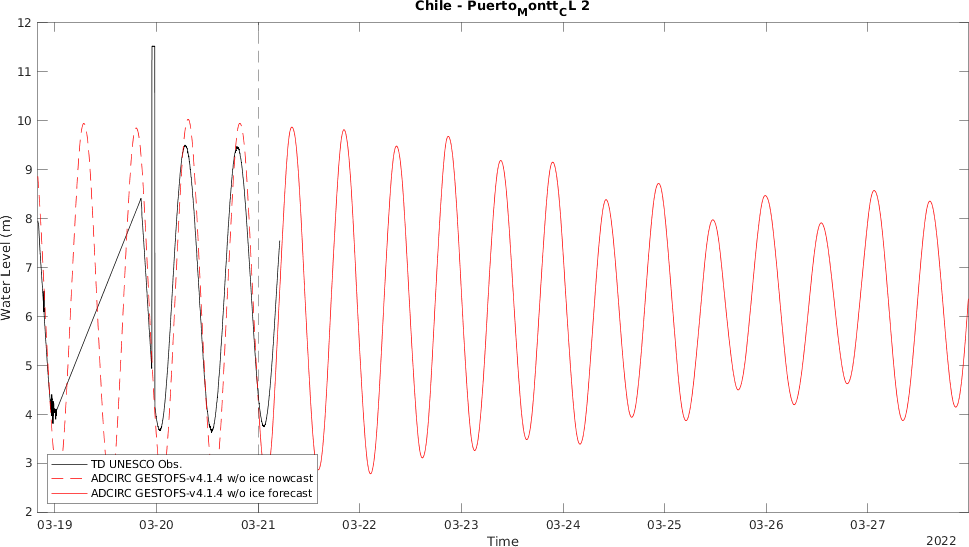 Chile - PuertoMonttCL 2
12
11
10
9
8
7
6
5
4
3
2
Water Level (m)
TD UNESCO Obs.
ADCIRC GESTOFS-v4.1.4 w/o ice nowcast
ADCIRC GESTOFS-v4.1.4 w/o ice forecast
03-19 03-20 03-21 03-22 03-23 03-24 03-25 03-26 03-27
Time
2022